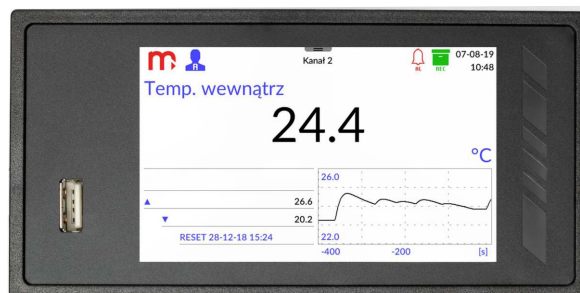 m
A
Kanał 2
AL
REC
07-08-19
10:48
Temp. wewnątrz
24.4
°C
26.6
20.2
RESET 28-12-18 15:24
26.0
22.0
-400 -200 [s]